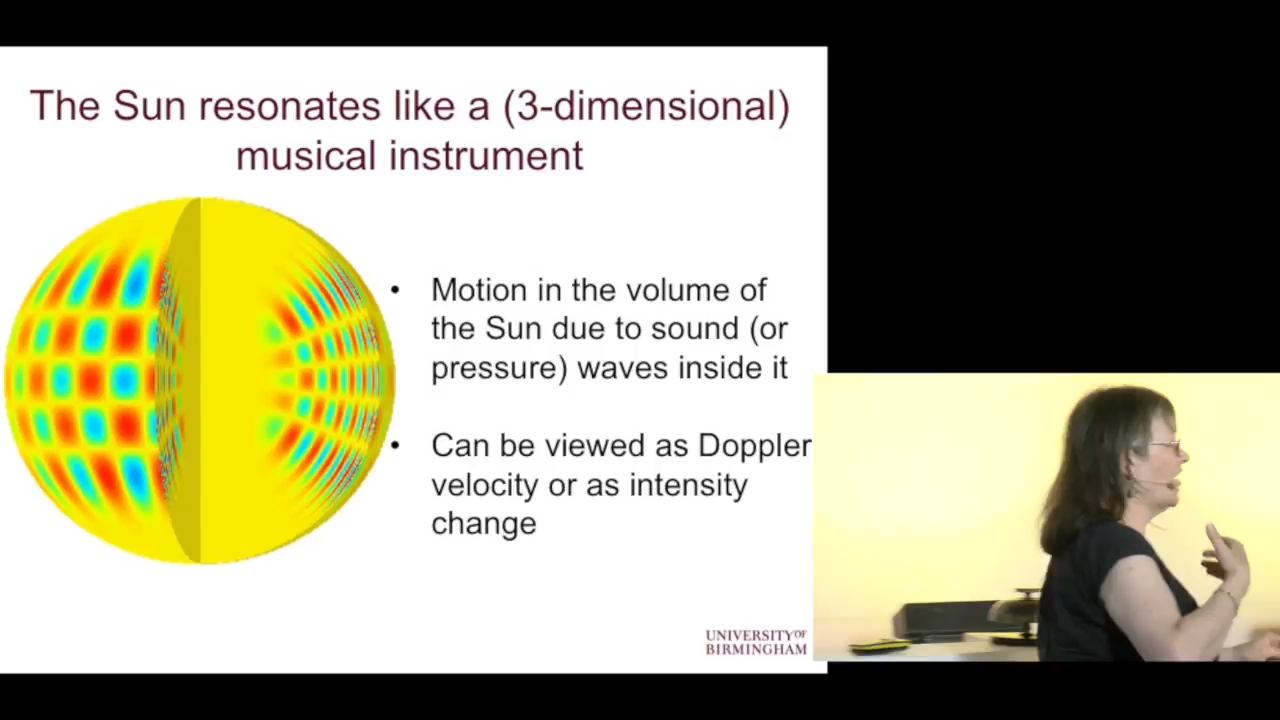 The Sun resonates like a (3-dimensional)
musical instrument
• Motion in the volume of
the Sun due to sound (or
pressure) waves inside it
• Can be viewed as Doppler
velocity or as intensity
change
UNIVERSITY OF
BIRMINGHAM